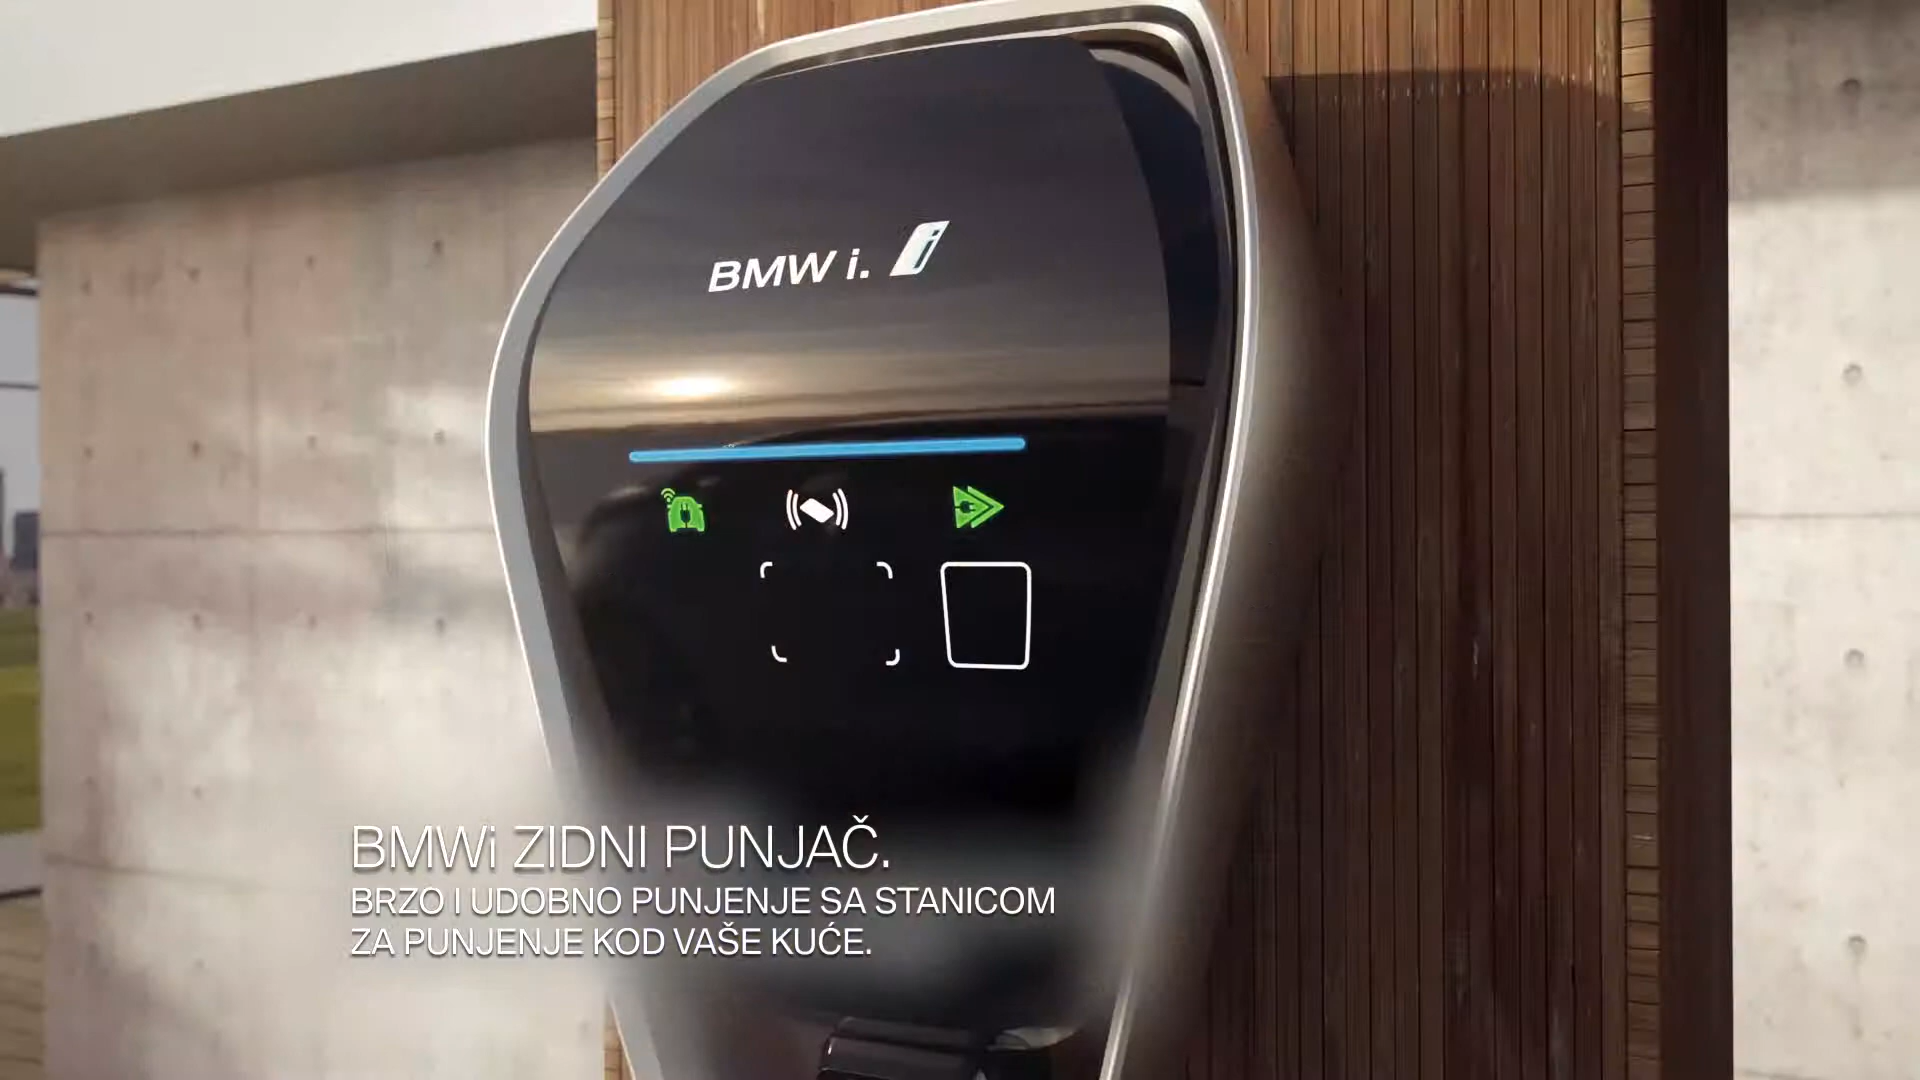 BMW i.
BMWi ZIDNI PUNJAČ.
BRZO I UDOBNO PUNJENJE SA STANICOM
ZA PUNJENJE KOD VAŠE KUĆE.